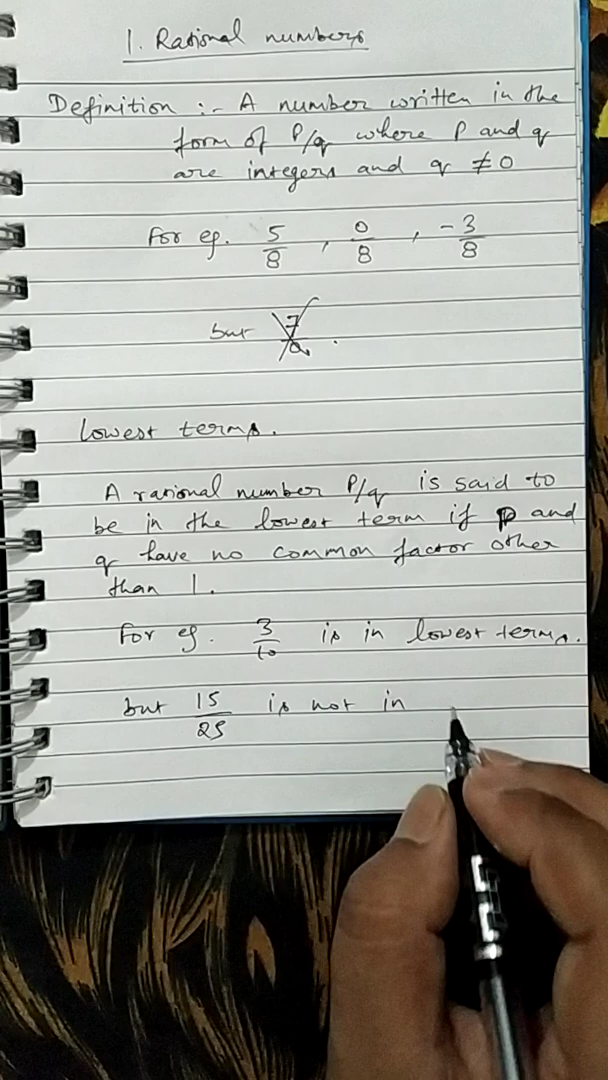 1. Rational numbers
Definition :- A number written in the
form of P/q where P and q
are integers and q ≠ 0
For eg. 5/8 , 0/8 , -3/8
but 7/
lowest terms.
A rational number P/q is said to
be in the lowest term if p and
q have no common factor other
than 1.
for eg. 3/10 is in lowest terms.
but 15/25 is not in